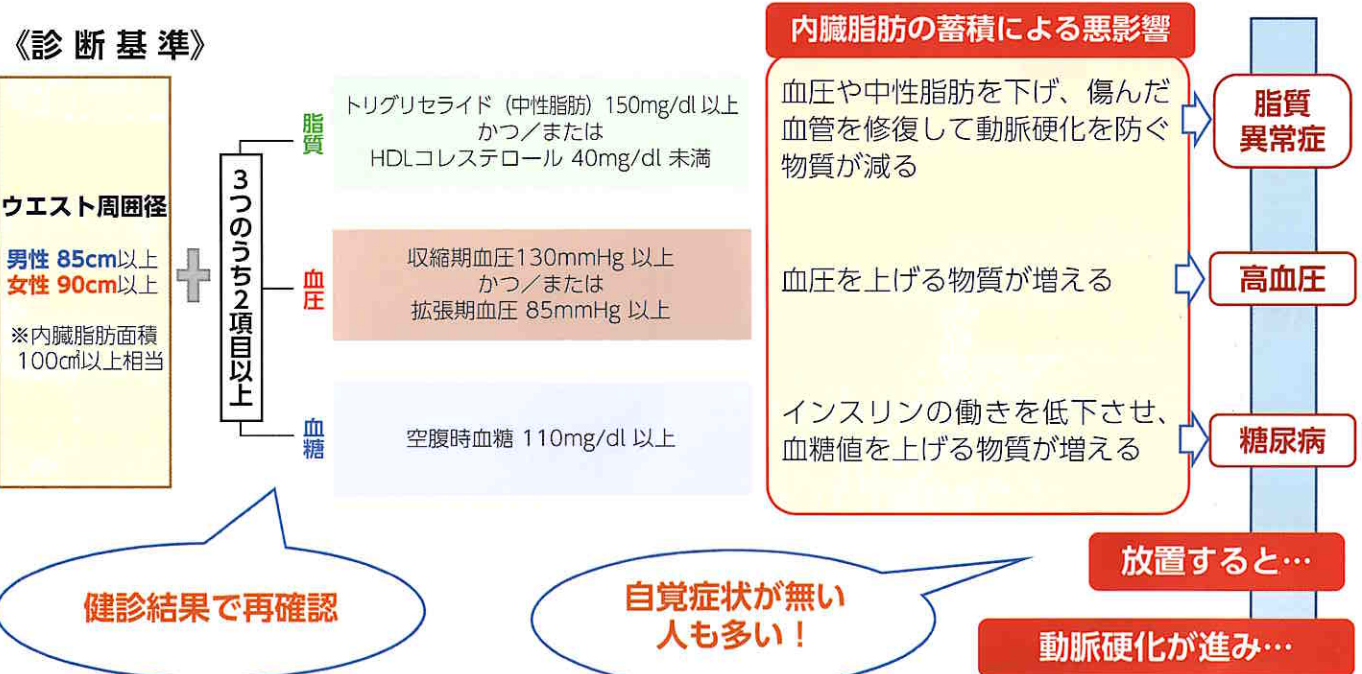 《診断基準》
ウエスト周囲径
男性 85cm以上
女性 90cm以上
※内臓脂肪面積
100c㎡以上相当
3つのうち2項目以上
脂質
トリグリセライド（中性脂肪）150mg/dl 以上
かつ／または
HDLコレステロール 40mg/dl 未満
血圧
収縮期血圧130mmHg 以上
かつ／または
拡張期血圧 85mmHg 以上
血糖
空腹時血糖 110mg/dl 以上
内臓脂肪の蓄積による悪影響
血圧や中性脂肪を下げ、傷んだ
血管を修復して動脈硬化を防ぐ
物質が減る
脂質
異常症
血圧を上げる物質が増える
高血圧
インスリンの働きを低下させ、
血糖値を上げる物質が増える
糖尿病
健診結果で再確認
自覚症状が無い
人も多い！
放置すると…
動脈硬化が進み…